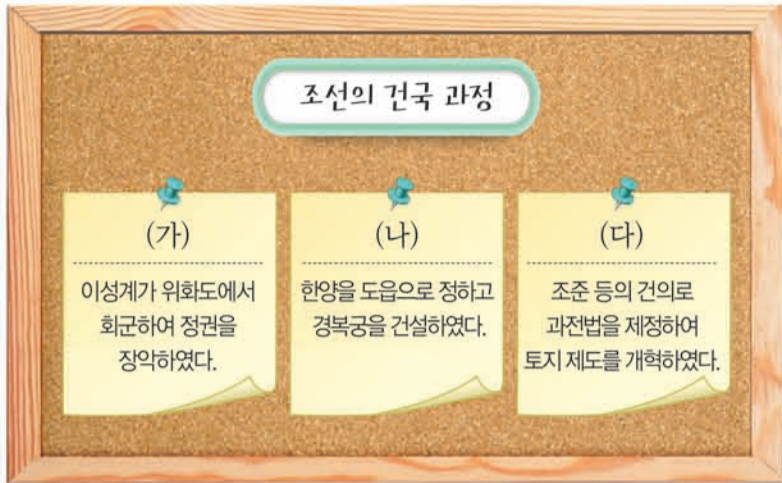 조선의 건국 과정
(가)
이성계가 위화도에서
회군하여 정권을
장악하였다.
(나)
한양을 도읍으로 정하고
경복궁을 건설하였다.
(다)
조준 등의 건의로
과전법을 제정하여
토지 제도를 개혁하였다.